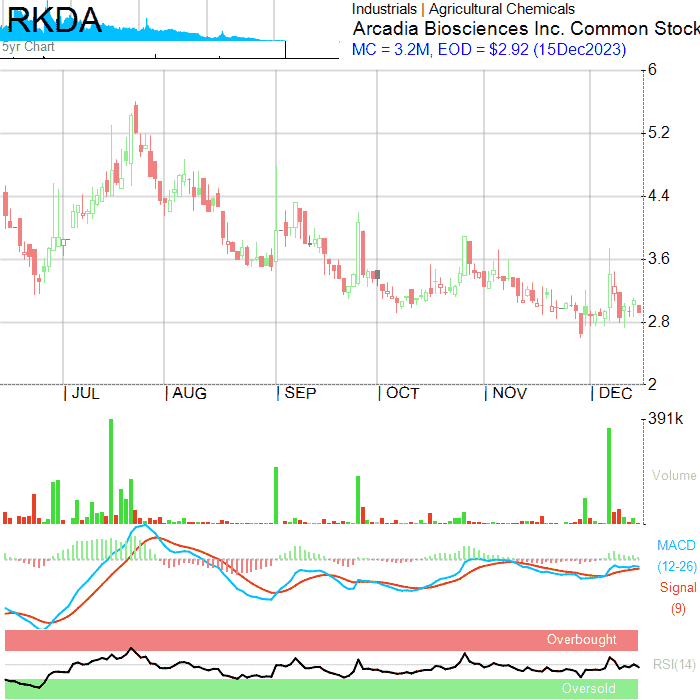 RKDA
Industrials | Agricultural Chemicals
Arcadia Biosciences Inc. Common Stock
5yr Chart
MC = 3.2M, EOD = $2.92 (15Dec2023)
6
5.2
4.4
3.6
2.8
2
JUL AUG SEP OCT NOV DEC
391k
Volume
MACD
(12-26)
Signal
(9)
Overbought
RSI(14)
Oversold